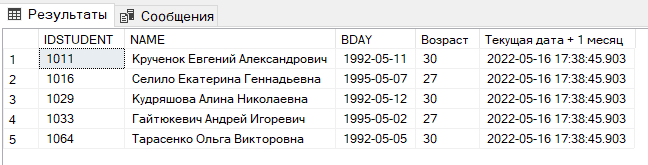 Результаты Сообщения
IDSTUDENT NAME BDAY Возраст Текущая дата + 1 месяц
1 1011 Крученок Евгений Александрович 1992-05-11 30 2022-05-16 17:38:45.903
2 1016 Селило Екатерина Геннадьевна 1995-05-07 27 2022-05-16 17:38:45.903
3 1029 Кудряшова Алина Николаевна 1992-05-12 30 2022-05-16 17:38:45.903
4 1033 Гайтюкевич Андрей Игоревич 1995-05-02 27 2022-05-16 17:38:45.903
5 1064 Тарасенко Ольга Викторовна 1992-05-05 30 2022-05-16 17:38:45.903